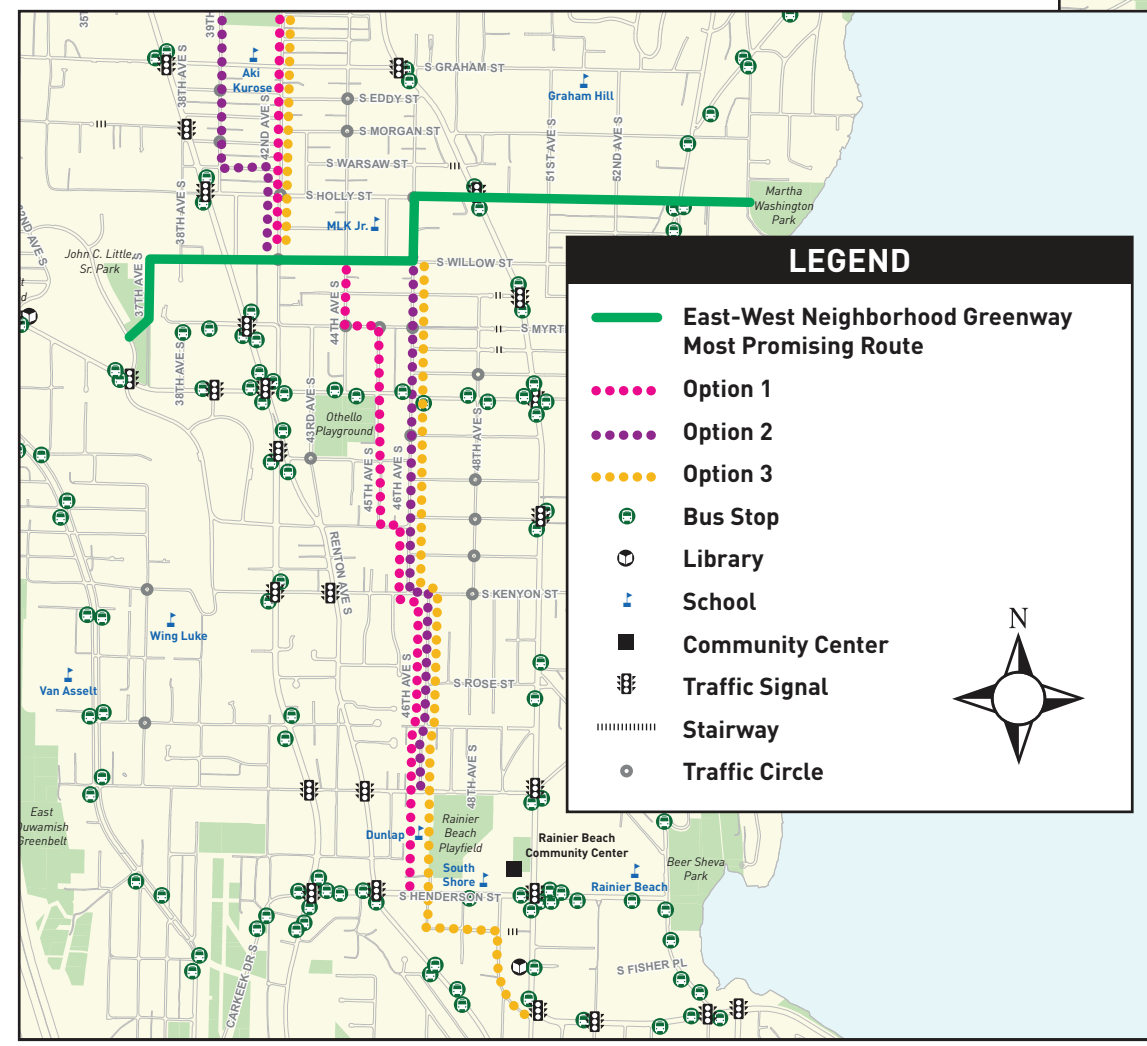 35T
39TH
38TH AVE S
Aki
Kurose
42ND AVE S
S GRAHAM ST
S EDDY ST
S MORGAN ST
S WARSAW ST
S HOLLY ST
Graham Hill
51ST AVE S
52ND AVE S
Martha
Washington
Park
38TH AVE S
MLK Jr.
John C. Little,
Sr. Park
37TH AVE S
S WILLOW ST
44TH AVE S
S MYRT
38TH AVE S
43RD AVE S
Othello
Playground
45TH AVE S
46TH AVE S
48TH AVE S
RENTON AVE S
S KENYON ST
Wing Luke
Van Asselt
46TH AVE S
S ROSE ST
48TH AVE S
East
uwamish
Greenbelt
Dunlap
Rainier
Beach
Playfield
South
Shore
Rainier Beach
Community Center
Rainier Beach
Beer Sheva
Park
S HENDERSON ST
CARKEEK DR S
S FISHER PL
LEGEND
East-West Neighborhood Greenway
Most Promising Route
Option 1
Option 2
Option 3
Bus Stop
Library
School
Community Center
Traffic Signal
Stairway
Traffic Circle
N